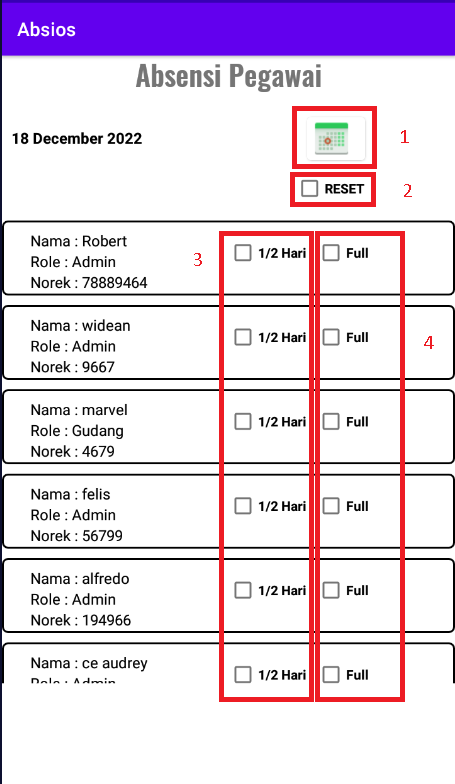 Absios
Absensi Pegawai
18 December 2022
1
RESET
2
Nama : Robert
Role : Admin
Norek : 78889464
3
1/2 Hari
Full
Nama : widean
Role : Admin
Norek : 9667
1/2 Hari
Full
4
Nama : marvel
Role : Gudang
Norek : 4679
1/2 Hari
Full
Nama : felis
Role : Admin
Norek : 56799
1/2 Hari
Full
Nama : alfredo
Role : Admin
Norek : 194966
1/2 Hari
Full
Nama : ce audrey
Role : Admin
1/2 Hari
Full